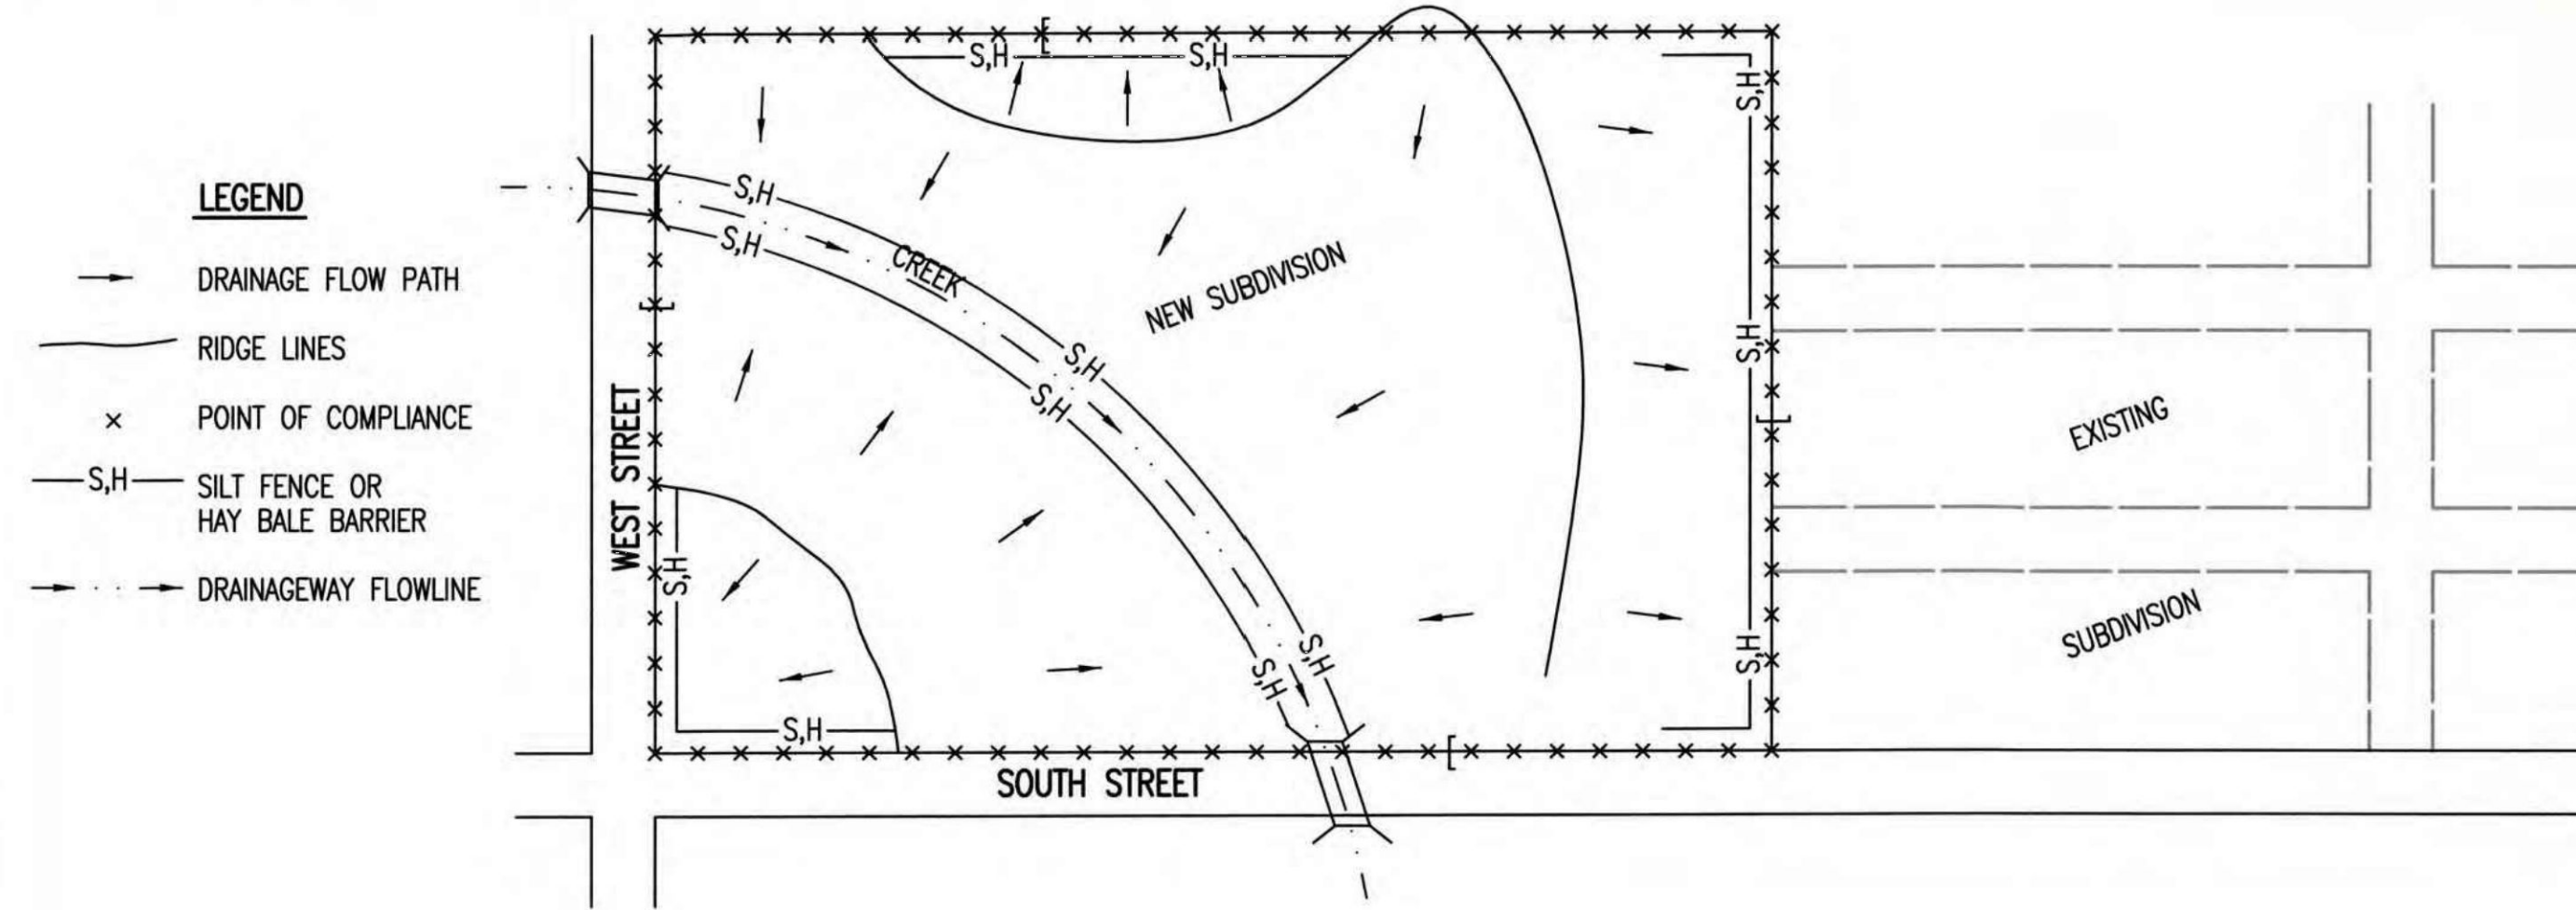 LEGEND
DRAINAGE FLOW PATH
RIDGE LINES
× POINT OF COMPLIANCE
S,H SILT FENCE OR
HAY BALE BARRIER
DRAINAGEWAY FLOWLINE
S,H
S,H
S,H
S,H
S,H
S,H
CREEK
S,H
S,H
NEW SUBDIVISION
S,H
EXISTING
WEST STREET
S,H
S,H
S,H
S,H
SUBDIVISION
S,H
SOUTH STREET